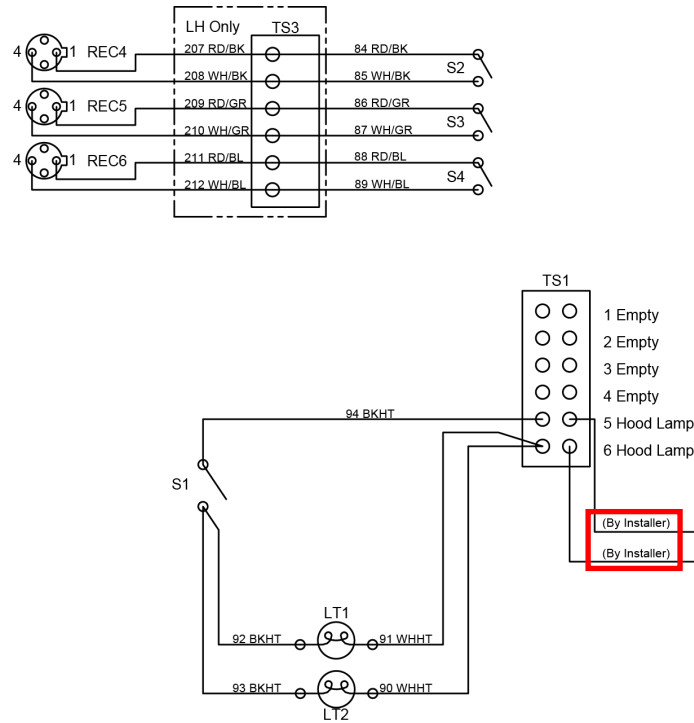 LH Only TS3
4 1 REC4 207 RD/BK 84 RD/BK
S2
208 WH/BK 85 WH/BK
4 1 REC5 209 RD/GR 86 RD/GR
S3
210 WH/GR 87 WH/GR
4 1 REC6 211 RD/BL 88 RD/BL
S4
212 WH/BL 89 WH/BL
TS1
1 Empty
2 Empty
3 Empty
4 Empty
94 BKHT
5 Hood Lamp
6 Hood Lamp
S1
(By Installer)
(By Installer)
LT1
92 BKHT 91 WHHT
93 BKHT 90 WHHT
LT2